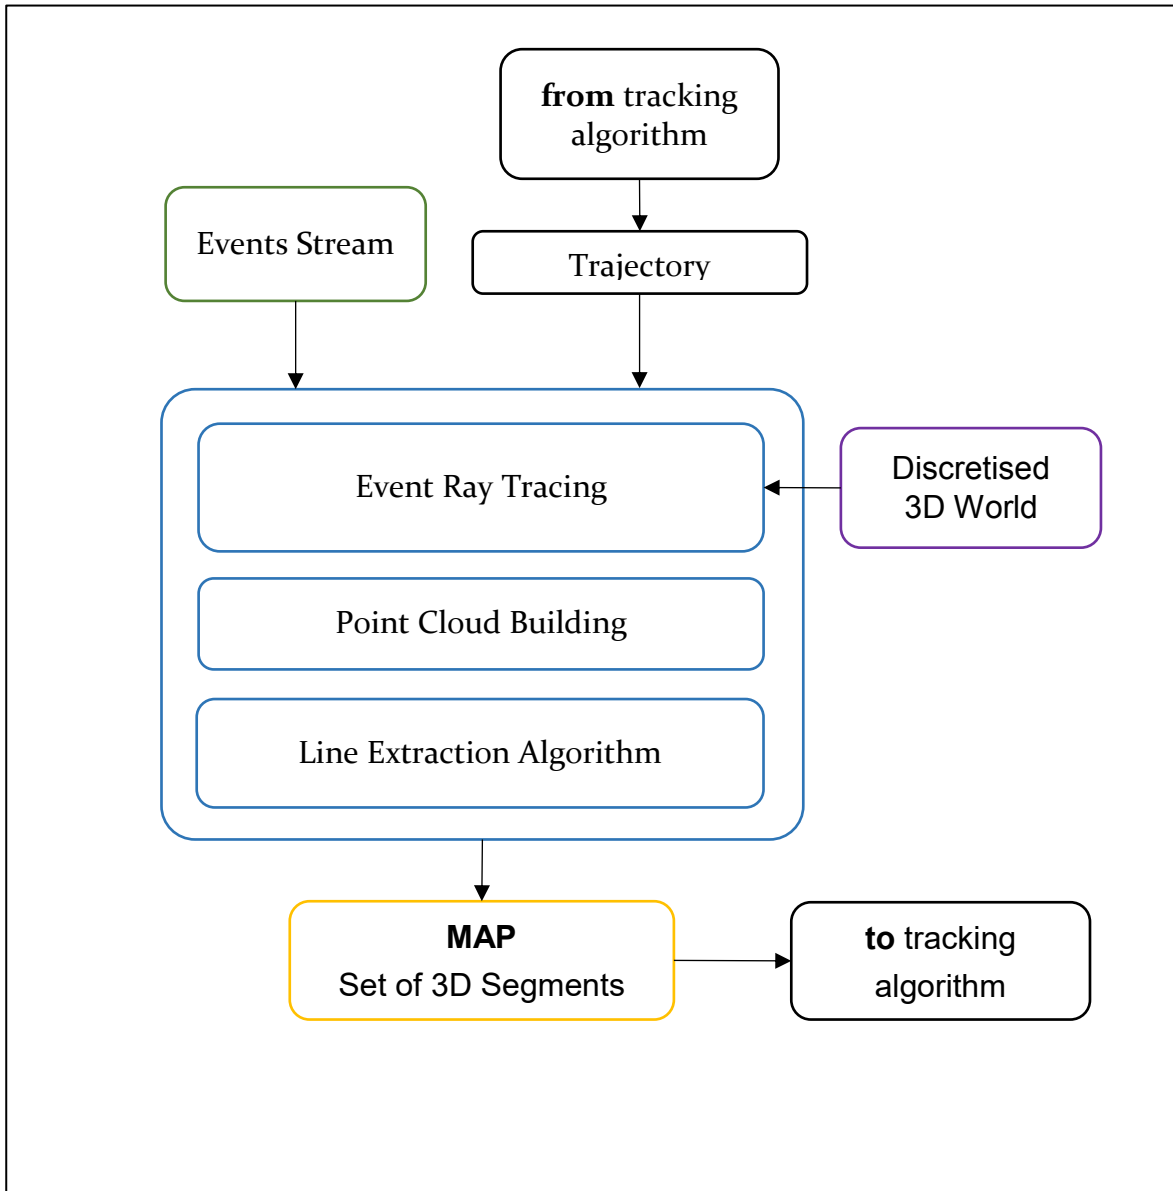 from tracking
algorithm
Events Stream
Trajectory
Event Ray Tracing
Discretised
3D World
Point Cloud Building
Line Extraction Algorithm
MAP
Set of 3D Segments
to tracking
algorithm